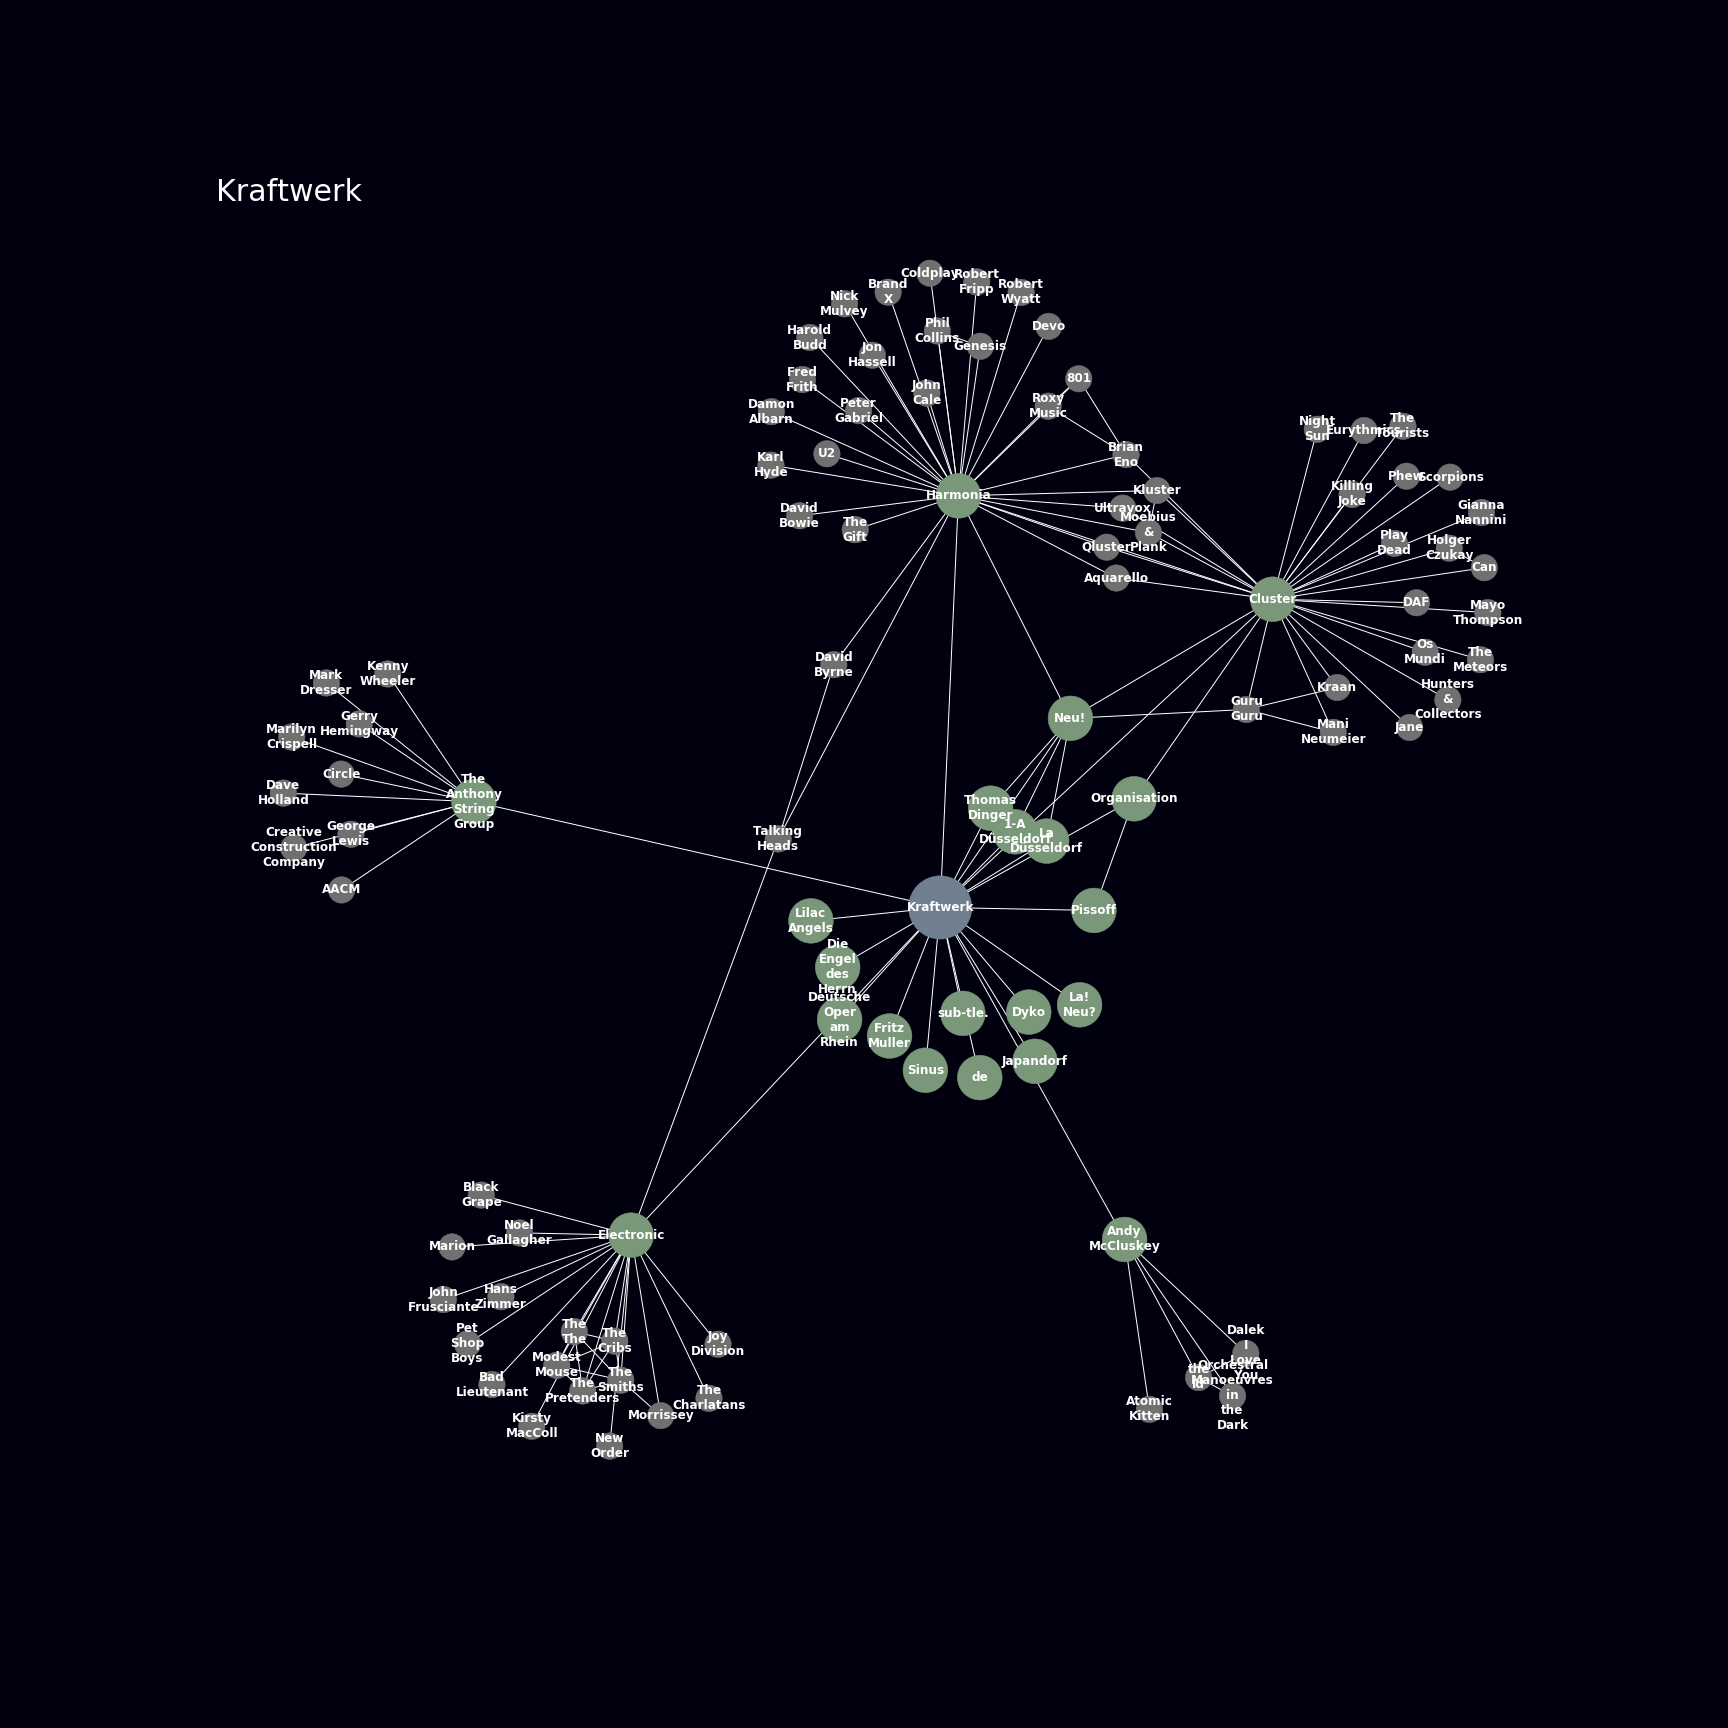 Kraftwerk
Coldplay
Robert
Fripp
Brand
X
Robert
Wyatt
Nick
Mulvey
Phil
Collins
Devo
Harold
Budd
Genesis
Jon
Hassell
Fred
Frith
801
John
Cale
Damon
Albarn
Peter
Gabriel
Roxy
Music
U2
Brian
Eno
Karl
Hyde
Harmonia
Kluster
David
Bowie
The
Gift
Ultravox
Moebius
&
Plank
Qluster
Aquarello
Night
Sun
Eurythmics
The
Tourists
Phew
Scorpions
Killing
Joke
Gianna
Nannini
Play
Dead
Holger
Czukay
Can
Cluster
DAF
Mayo
Thompson
Os
Mundi
The
Meteors
Kraan
Hunters
&
Collectors
Guru
Guru
Mani
Neumeier
Jane
David
Byrne
Neu!
Kenny
Wheeler
Mark
Dresser
Gerry
Hemingway
Marilyn
Crispell
Circle
Dave
Holland
The
Anthony
String
Group
George
Lewis
Creative
Construction
Company
AACM
Talking
Heads
Thomas
Dinger
1-A
Düsseldorf
La
Düsseldorf
Organisation
Kraftwerk
Pissoff
Lilac
Angels
Die
Engel
des
Herrn
Deutsche
Oper
am
Rhein
Fritz
Muller
sub-tle.
Dyko
La!
Neu?
Sinus
de
Japandorf
Black
Grape
Noel
Gallagher
Marion
Electronic
Andy
McCluskey
John
Frusciante
Hans
Zimmer
Pet
Shop
Boys
The
The
The
Cribs
Joy
Division
Modest
Mouse
Bad
Lieutenant
The
Pretenders
The
Smiths
The
Charlatans
Kirsty
MacColl
Morrissey
New
Order
Dalek
I
Love
You
the
id
Orchestral
Manoeuvres
in
the
Dark
Atomic
Kitten